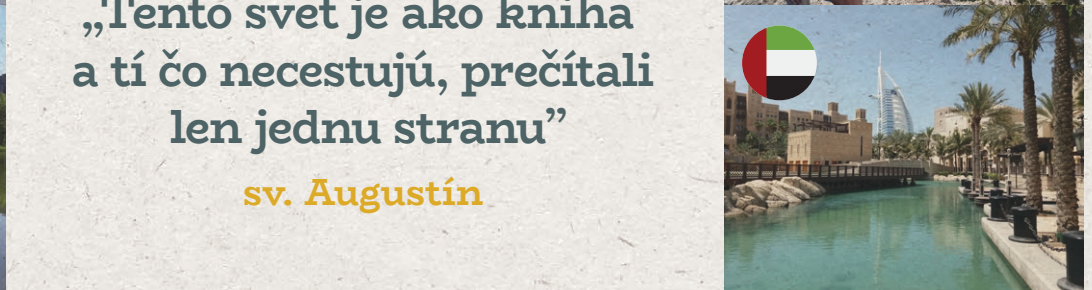 „Tento svet je ako kniha
a tí čo necestujú, prečítali
len jednu stranu”
sv. Augustín